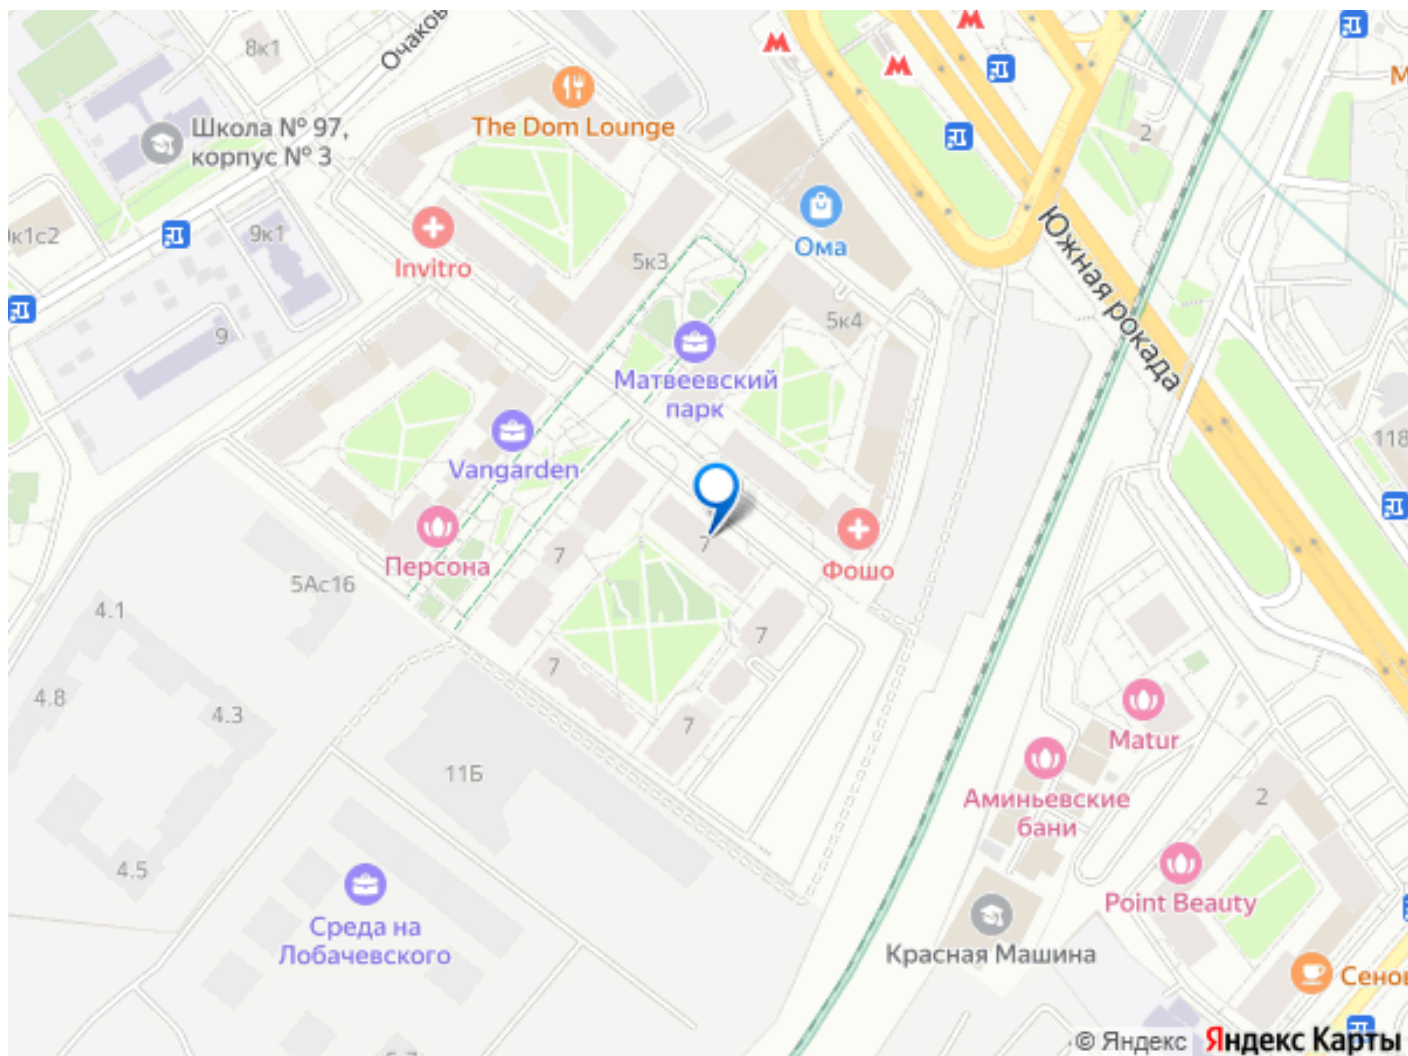 Очаков
8к1
М
The Dom Lounge
Школа № 97,
корпус № 3
2
9к1
к1с2
Ома
Invitro
5к3
Южная рокада
5к4
9
Матвеевский
парк
118
Vangarden
7
Фошо
Персона
7
5Ас16
4.1
7
7
4.8
4.3
7
Matur
11Б
Аминьевские
бани
2
4.5
Point Beauty
Среда на
Лобачевского
Красная Машина
Сенов
© Яндекс Яндекс Карты